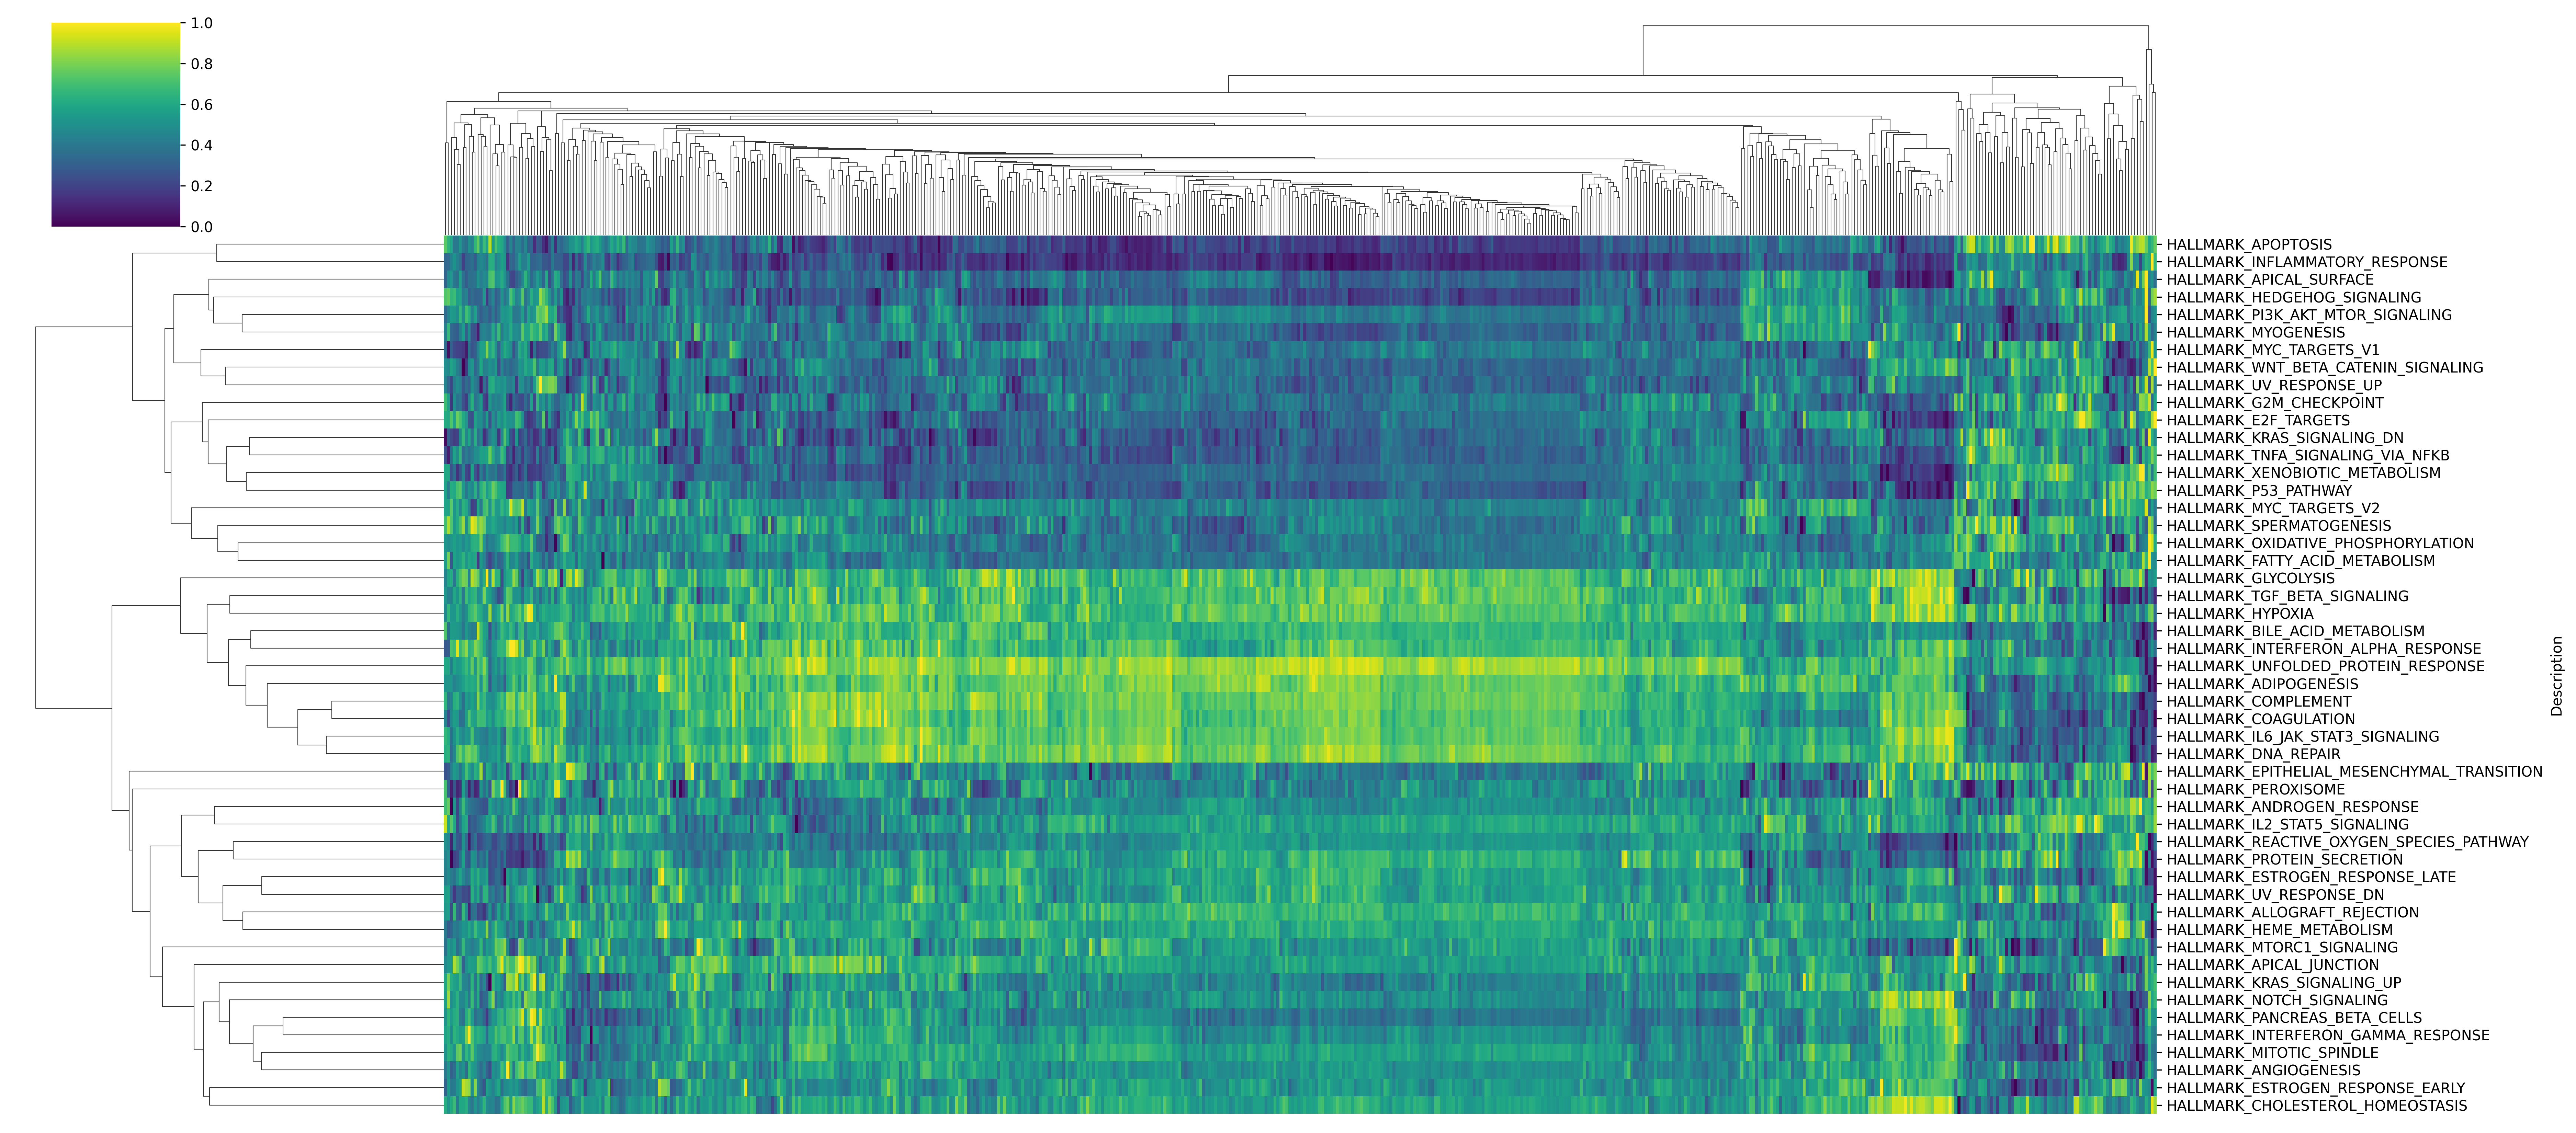 1.0
0.8
0.6
0.4
0.2
0.0
HALLMARK_APOPTOSIS
HALLMARK_INFLAMMATORY_RESPONSE
HALLMARK_APICAL_SURFACE
HALLMARK_HEDGEHOG_SIGNALING
HALLMARK_PI3K_AKT_MTOR_SIGNALING
HALLMARK_MYOGENESIS
HALLMARK_MYC_TARGETS_V1
HALLMARK_WNT_BETA_CATENIN_SIGNALING
HALLMARK_UV_RESPONSE_UP
HALLMARK_G2M_CHECKPOINT
HALLMARK_E2F_TARGETS
HALLMARK_KRAS_SIGNALING_DN
HALLMARK_TNFA_SIGNALING_VIA_NFKB
HALLMARK_XENOBIOTIC_METABOLISM
HALLMARK_P53_PATHWAY
HALLMARK_MYC_TARGETS_V2
HALLMARK_SPERMATOGENESIS
HALLMARK_OXIDATIVE_PHOSPHORYLATION
HALLMARK_FATTY_ACID_METABOLISM
HALLMARK_GLYCOLYSIS
HALLMARK_TGF_BETA_SIGNALING
HALLMARK_HYPOXIA
HALLMARK_BILE_ACID_METABOLISM
HALLMARK_INTERFERON_ALPHA_RESPONSE
HALLMARK_UNFOLDED_PROTEIN_RESPONSE
HALLMARK_ADIPOGENESIS
HALLMARK_COMPLEMENT
HALLMARK_COAGULATION
HALLMARK_IL6_JAK_STAT3_SIGNALING
HALLMARK_DNA_REPAIR
HALLMARK_EPITHELIAL_MESENCHYMAL_TRANSITION
HALLMARK_PEROXISOME
HALLMARK_ANDROGEN_RESPONSE
HALLMARK_IL2_STAT5_SIGNALING
HALLMARK_REACTIVE_OXYGEN_SPECIES_PATHWAY
HALLMARK_PROTEIN_SECRETION
HALLMARK_ESTROGEN_RESPONSE_LATE
HALLMARK_UV_RESPONSE_DN
HALLMARK_ALLOGRAFT_REJECTION
HALLMARK_HEME_METABOLISM
HALLMARK_MTORC1_SIGNALING
HALLMARK_APICAL_JUNCTION
HALLMARK_KRAS_SIGNALING_UP
HALLMARK_NOTCH_SIGNALING
HALLMARK_PANCREAS_BETA_CELLS
HALLMARK_INTERFERON_GAMMA_RESPONSE
HALLMARK_MITOTIC_SPINDLE
HALLMARK_ANGIOGENESIS
HALLMARK_ESTROGEN_RESPONSE_EARLY
HALLMARK_CHOLESTEROL_HOMEOSTASIS
Description